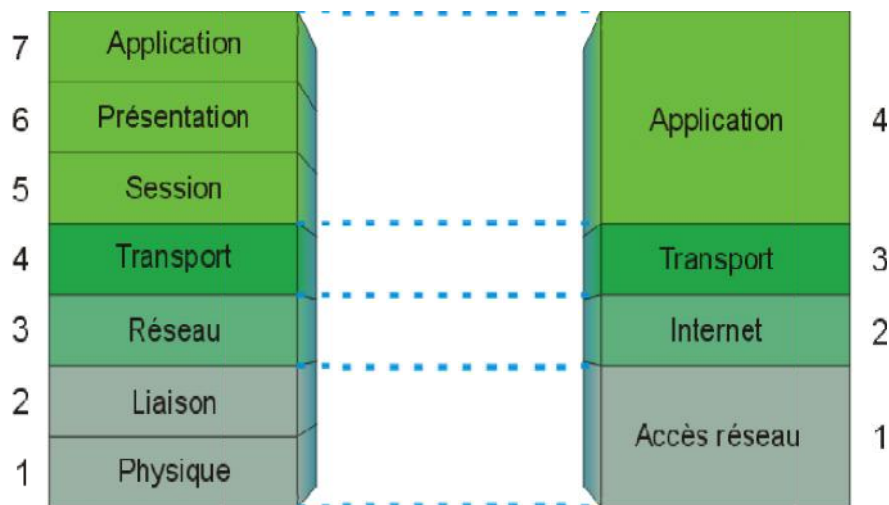 7 Application
6 Présentation
5 Session
4 Transport
3 Réseau
2 Liaison
1 Physique
Application 4
Transport 3
Internet 2
Accès réseau 1